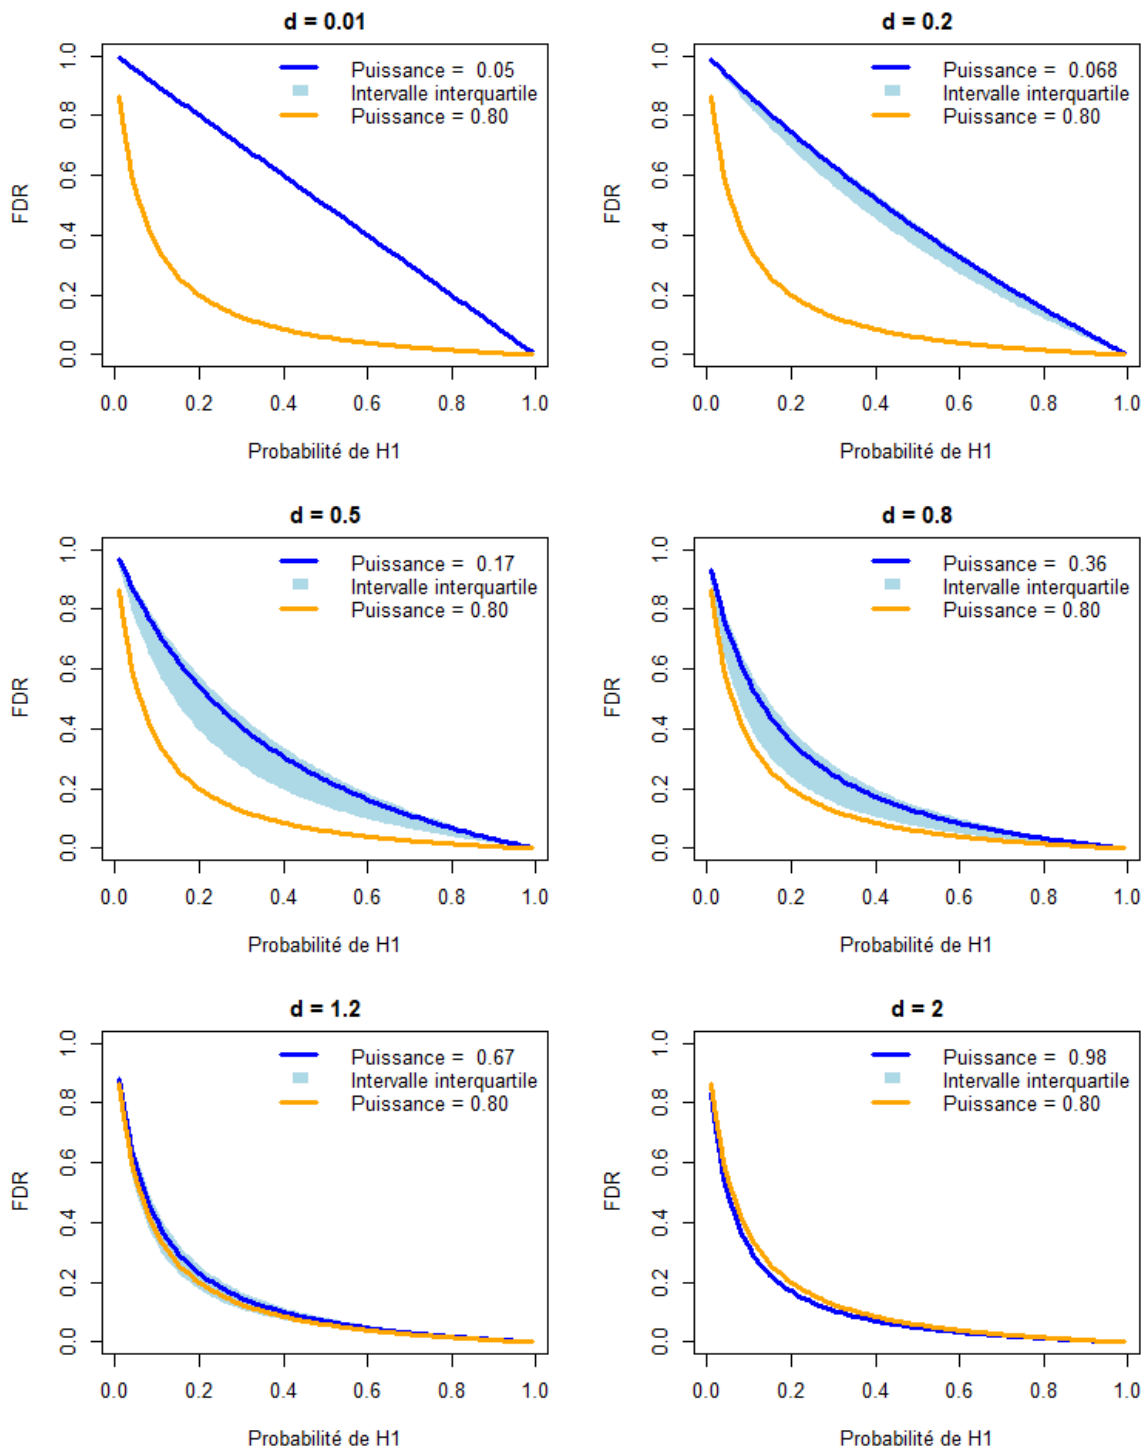 d = 0.01
Puissance = 0.05
Intervalle interquartile
Puissance = 0.80
1.0
0.8
0.6
0.4
0.2
0.0
FDR
0.0 0.2 0.4 0.6 0.8 1.0
Probabilité de H1
d = 0.2
Puissance = 0.068
Intervalle interquartile
Puissance = 0.80
1.0
0.8
0.6
0.4
0.2
0.0
FDR
0.0 0.2 0.4 0.6 0.8 1.0
Probabilité de H1
d = 0.5
Puissance = 0.17
Intervalle interquartile
Puissance = 0.80
1.0
0.8
0.6
0.4
0.2
0.0
FDR
0.0 0.2 0.4 0.6 0.8 1.0
Probabilité de H1
d = 0.8
Puissance = 0.36
Intervalle interquartile
Puissance = 0.80
1.0
0.8
0.6
0.4
0.2
0.0
FDR
0.0 0.2 0.4 0.6 0.8 1.0
Probabilité de H1
d = 1.2
Puissance = 0.67
Intervalle interquartile
Puissance = 0.80
1.0
0.8
0.6
0.4
0.2
0.0
FDR
0.0 0.2 0.4 0.6 0.8 1.0
Probabilité de H1
d = 2
Puissance = 0.98
Intervalle interquartile
Puissance = 0.80
1.0
0.8
0.6
0.4
0.2
0.0
FDR
0.0 0.2 0.4 0.6 0.8 1.0
Probabilité de H1